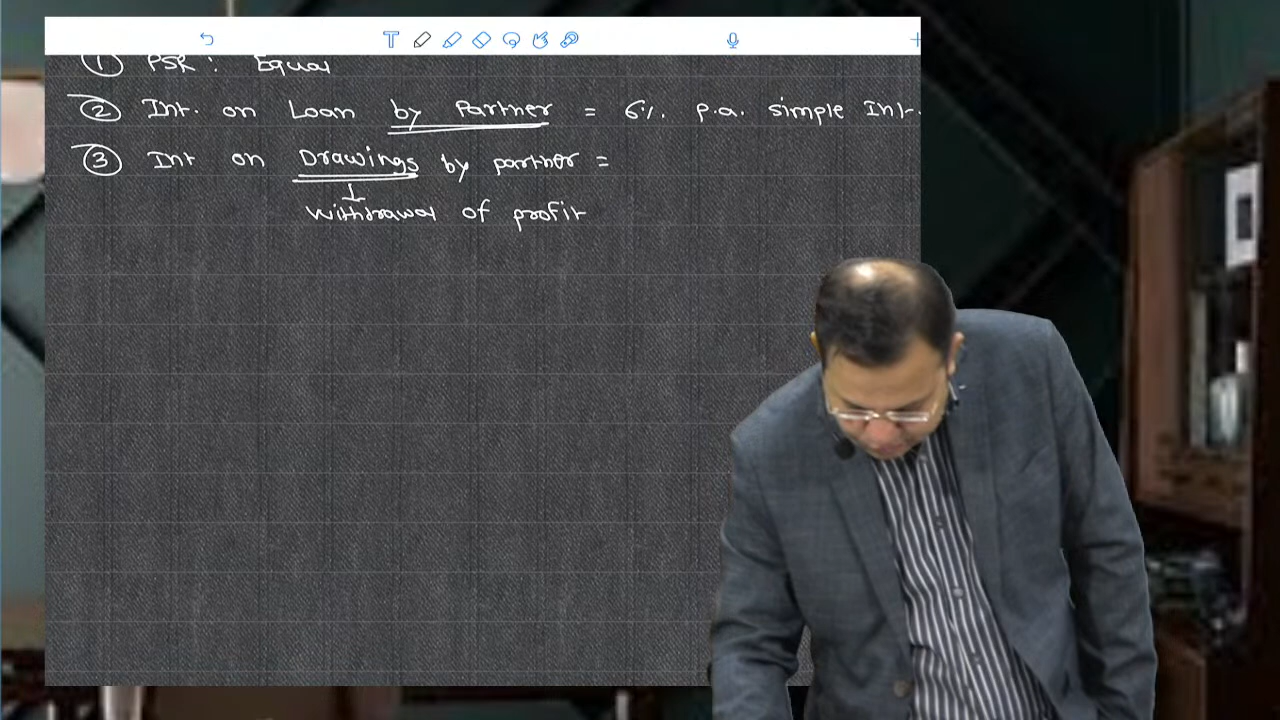 ① PSR : Equal
② Int. on Loan by Partner = 6%. p.a. simple Int.
③ Int on Drawings by partner =
↓
withdrawal of profit